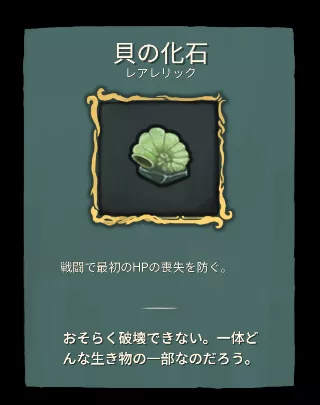 貝の化石
レアレリック
戦闘で最初のHPの喪失を防ぐ。
おそらく破壊できない。一体ど
んな生き物の一部なのだろう。